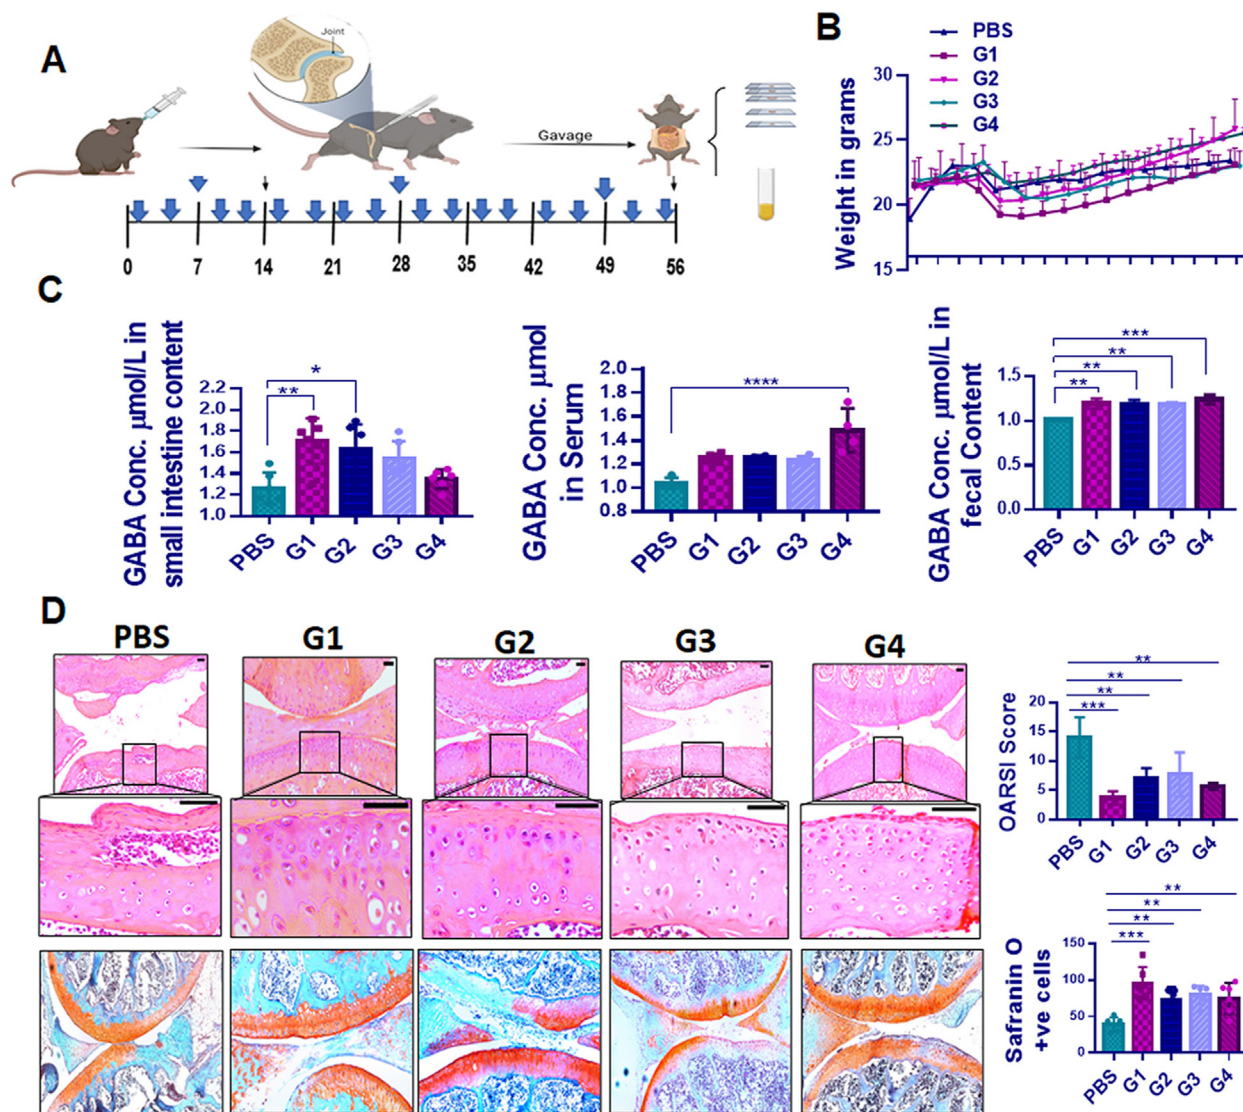 A
Joint
Gavage
0 7 14 21 28 35 42 49 56
B
PBS
G1
G2
G3
G4
Weight in grams
30
25
20
15
C
GABA Conc. μmol/L in
small intestine content
2.2
2.0
1.8
1.6
1.4
1.2
1.0
*
**
PBS G1 G2 G3 G4
GABA Conc. μmol
in Serum
2.0
1.8
1.6
1.4
1.2
1.0
0.8
****
PBS G1 G2 G3 G4
GABA Conc. μmol/L in
fecal Content
1.5
1.0
0.5
0.0
***
**
**
**
PBS G1 G2 G3 G4
D
PBS G1 G2 G3 G4
OARSI Score
20
15
10
5
0
**
**
**
***
PBS G1 G2 G3 G4
Safranin O
+ve cells
150
100
50
0
**
**
**
***
PBS G1 G2 G3 G4